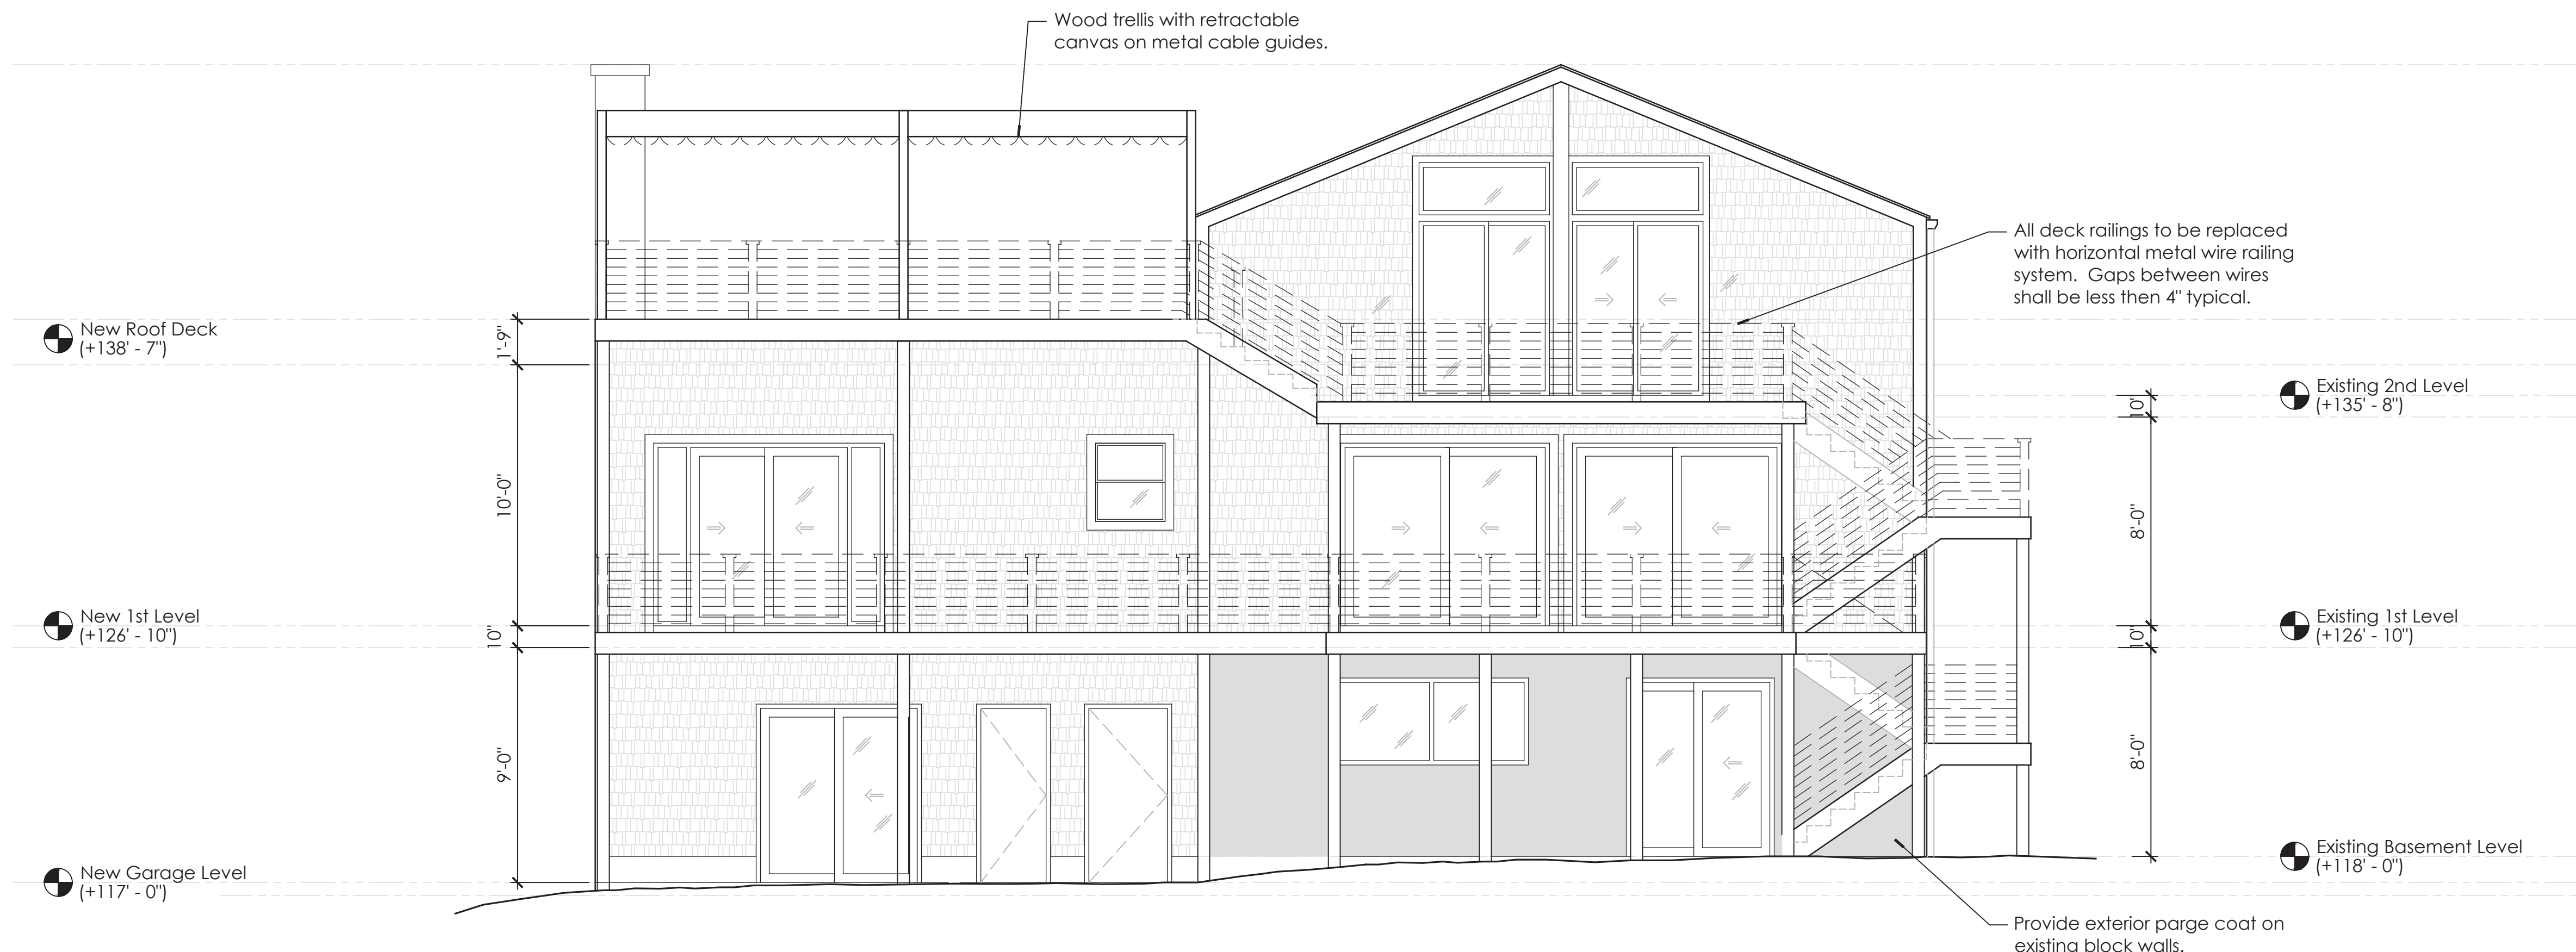 Wood trellis with retractable
canvas on metal cable guides.
All deck railings to be replaced
with horizontal metal wire railing
system.  Gaps between wires
shall be less then 4" typical.
New Roof Deck
(+138' - 7")
1'-9"
Existing 2nd Level
(+135' - 8")
10"
10'-0"
8'-0"
New 1st Level
(+126' - 10")
10"
Existing 1st Level
(+126' - 10")
10"
9'-0"
8'-0"
New Garage Level
(+117' - 0")
Existing Basement Level
(+118' - 0")
Provide exterior parge coat on
existing block walls.